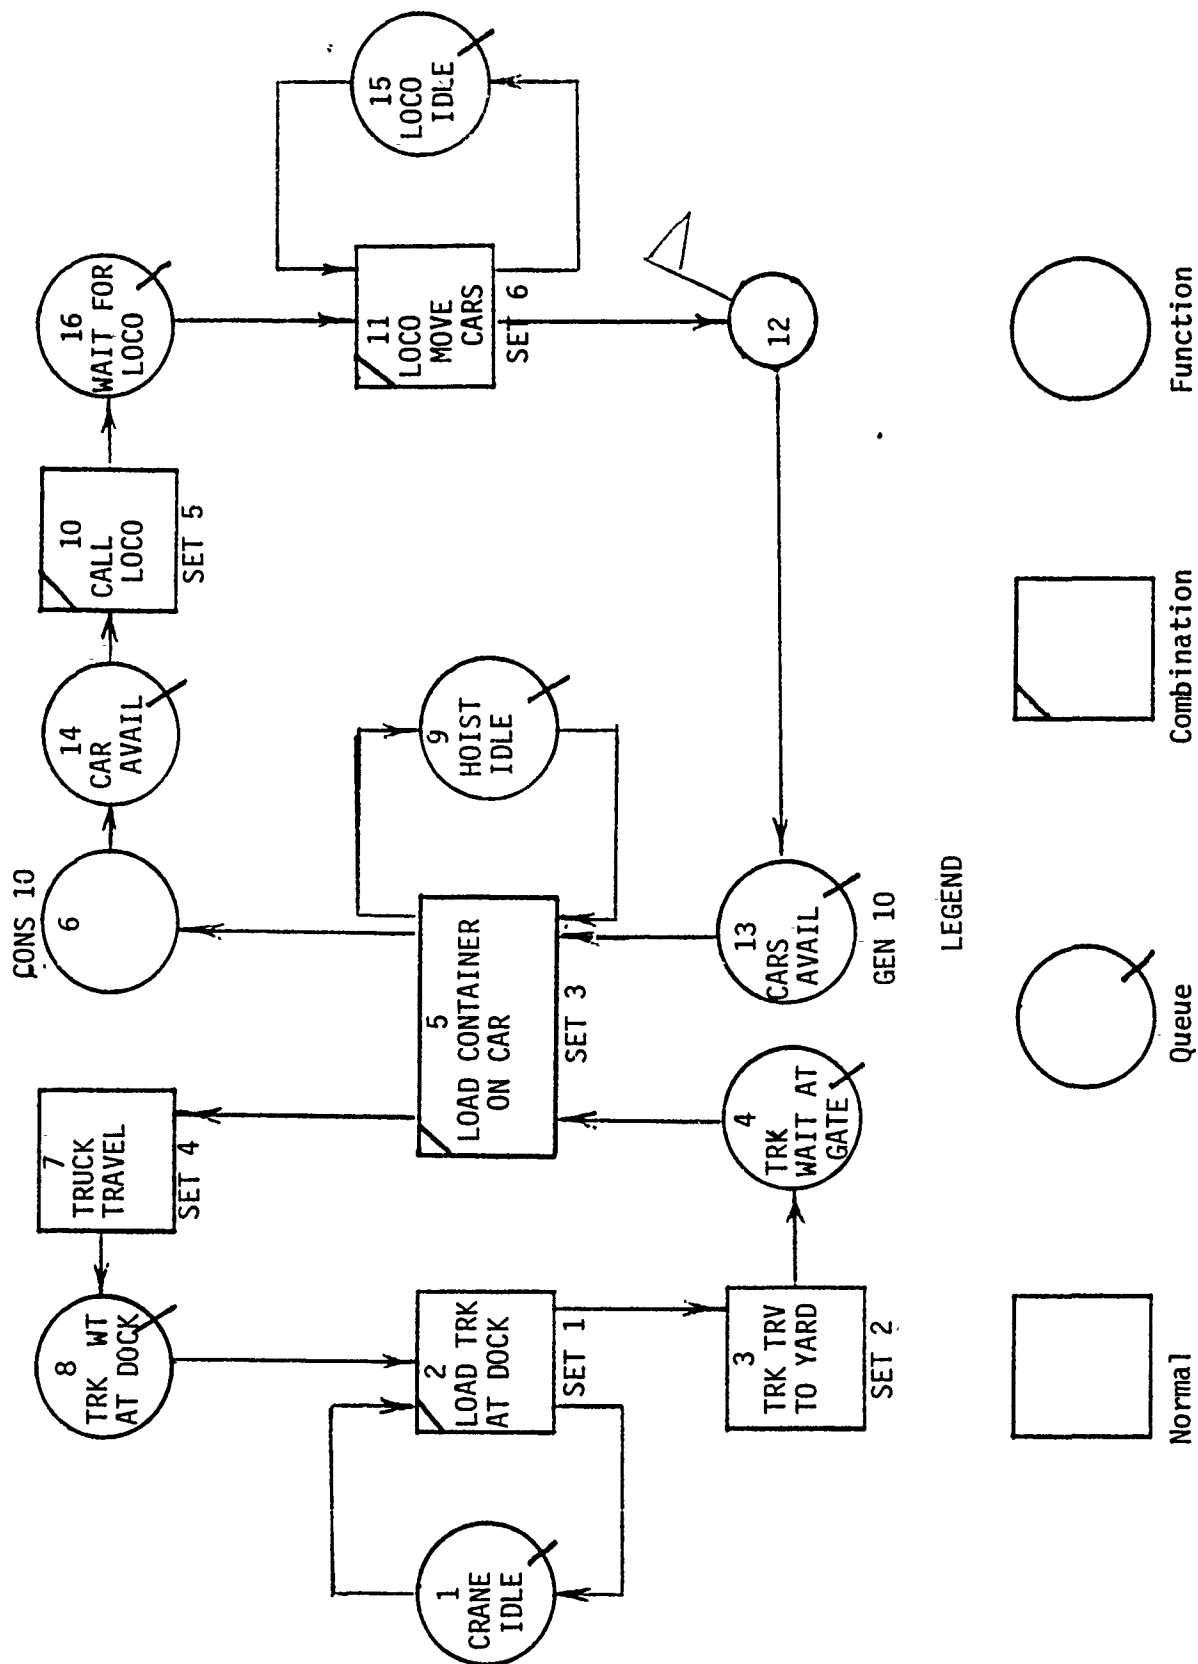 1
CRANE
IDLE
8
TRK WT
AT DOCK
2
LOAD TRK
AT DOCK
SET 1
3
TRK TRV
TO YARD
SET 2
7
TRUCK
TRAVEL
SET 4
4
TRK
WAIT AT
GATE
5
LOAD CONTAINER
ON CAR
SET 3
CONS 10
6
13
CARS
AVAIL
GEN 10
9
HOIST
IDLE
14
CAR
AVAIL
10
CALL
LOCO
SET 5
16
WAIT FOR
LOCO
11
LOCO
MOVE
CARS
SET 6
15
LOCO
IDLE
12
LEGEND
Normal
Queue
Combination
Function